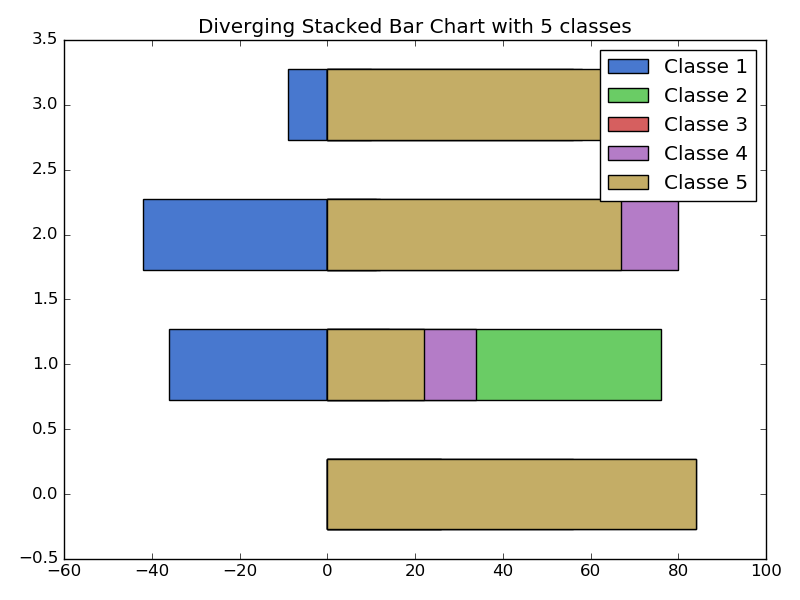 Diverging Stacked Bar Chart with 5 classes
3.5
3.0
2.5
2.0
1.5
1.0
0.5
0.0
−0.5
−60 −40 −20 0 20 40 60 80 100
Classe 1
Classe 2
Classe 3
Classe 4
Classe 5